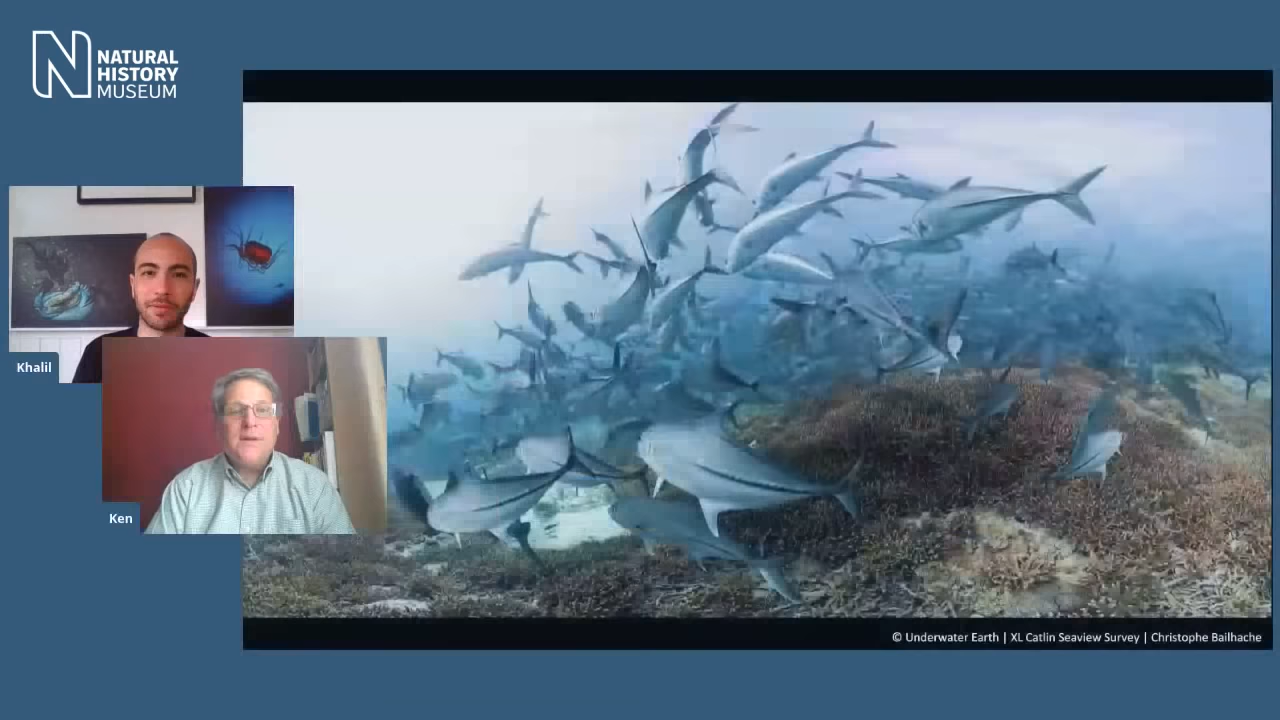 NATURAL
HISTORY
MUSEUM
Khalil
Ken
© Underwater Earth | XL Catlin Seaview Survey | Christophe Bailhache